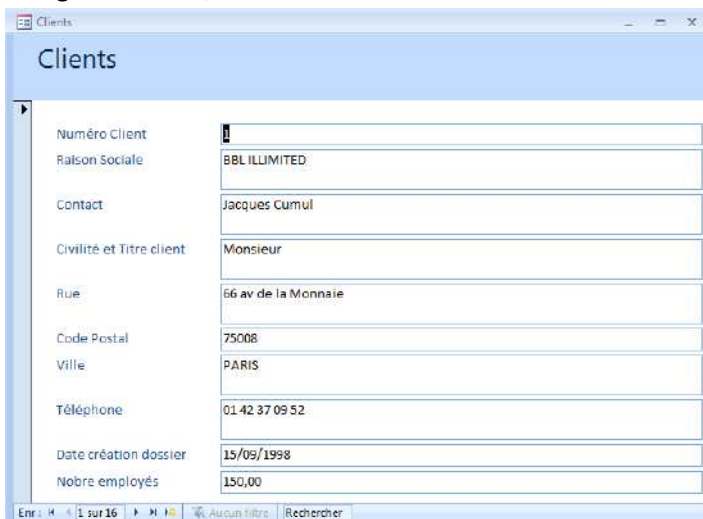 Clients
Clients
Numéro Client 1
Raison Sociale BBL ILLIMITED
Contact Jacques Cumul
Civilité et Titre client Monsieur
Rue 66 av de la Monnaie
Code Postal 75008
Ville PARIS
Téléphone 01 42 37 09 52
Date création dossier 15/09/1998
Nobre employés 150,00
Enr : 1 sur 16 Aucun filtre Rechercher